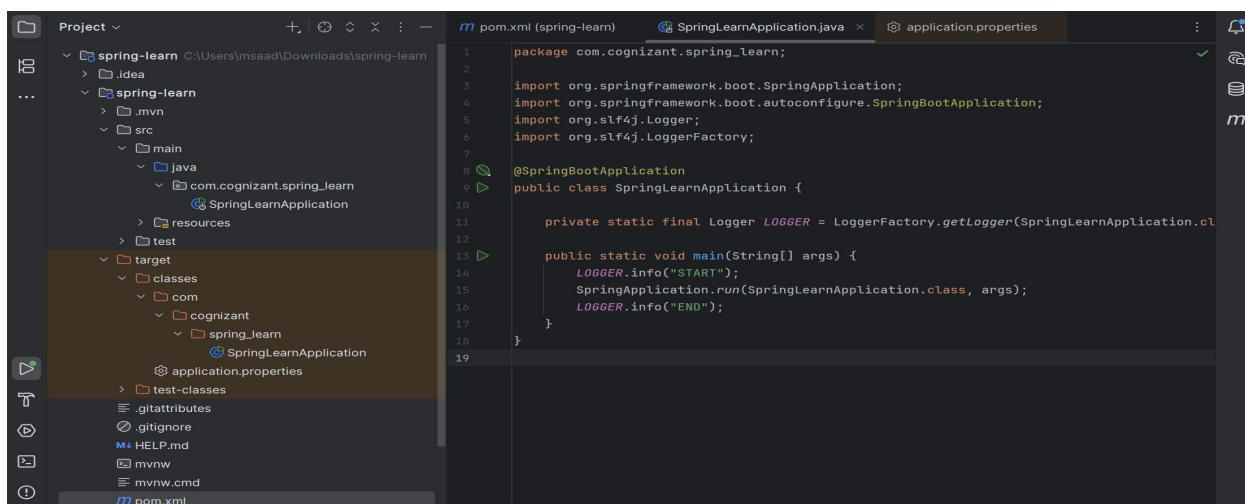 Project
pom.xml (spring-learn)
SpringLearnApplication.java
application.properties
spring-learn C:\Users\msaad\Downloads\spring-learn
.idea
spring-learn
.mvn
src
main
java
com.cognizant.spring_learn
SpringLearnApplication
resources
test
target
classes
com
cognizant
spring_learn
SpringLearnApplication
application.properties
test-classes
.gitattributes
.gitignore
M↓ HELP.md
mvnw
mvnw.cmd
m pom.xml
1 package com.cognizant.spring_learn;
2
3 import org.springframework.boot.SpringApplication;
4 import org.springframework.boot.autoconfigure.SpringBootApplication;
5 import org.slf4j.Logger;
6 import org.slf4j.LoggerFactory;
7
8 @SpringBootApplication
9 public class SpringLearnApplication {
10
11 private static final Logger LOGGER = LoggerFactory.getLogger(SpringLearnApplication.cl
12
13 public static void main(String[] args) {
14 LOGGER.info("START");
15 SpringApplication.run(SpringLearnApplication.class, args);
16 LOGGER.info("END");
17 }
18 }
19